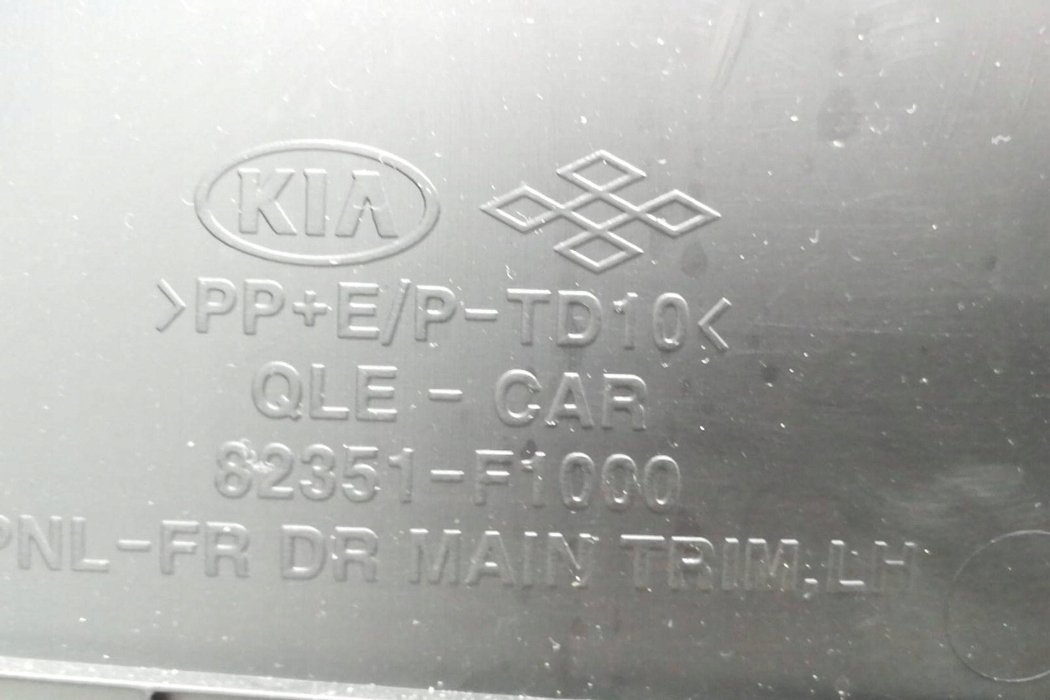 KIA
>PP+E/P-TD10<
QLE - CAR
82351-F1000
PNL-FR DR MAIN TRIM.LH